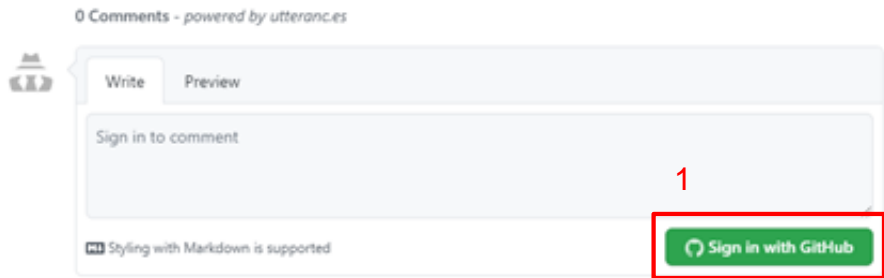 0 Comments - powered by utteranc.es
Write Preview
Sign in to comment
1
Styling with Markdown is supported
Sign in with GitHub